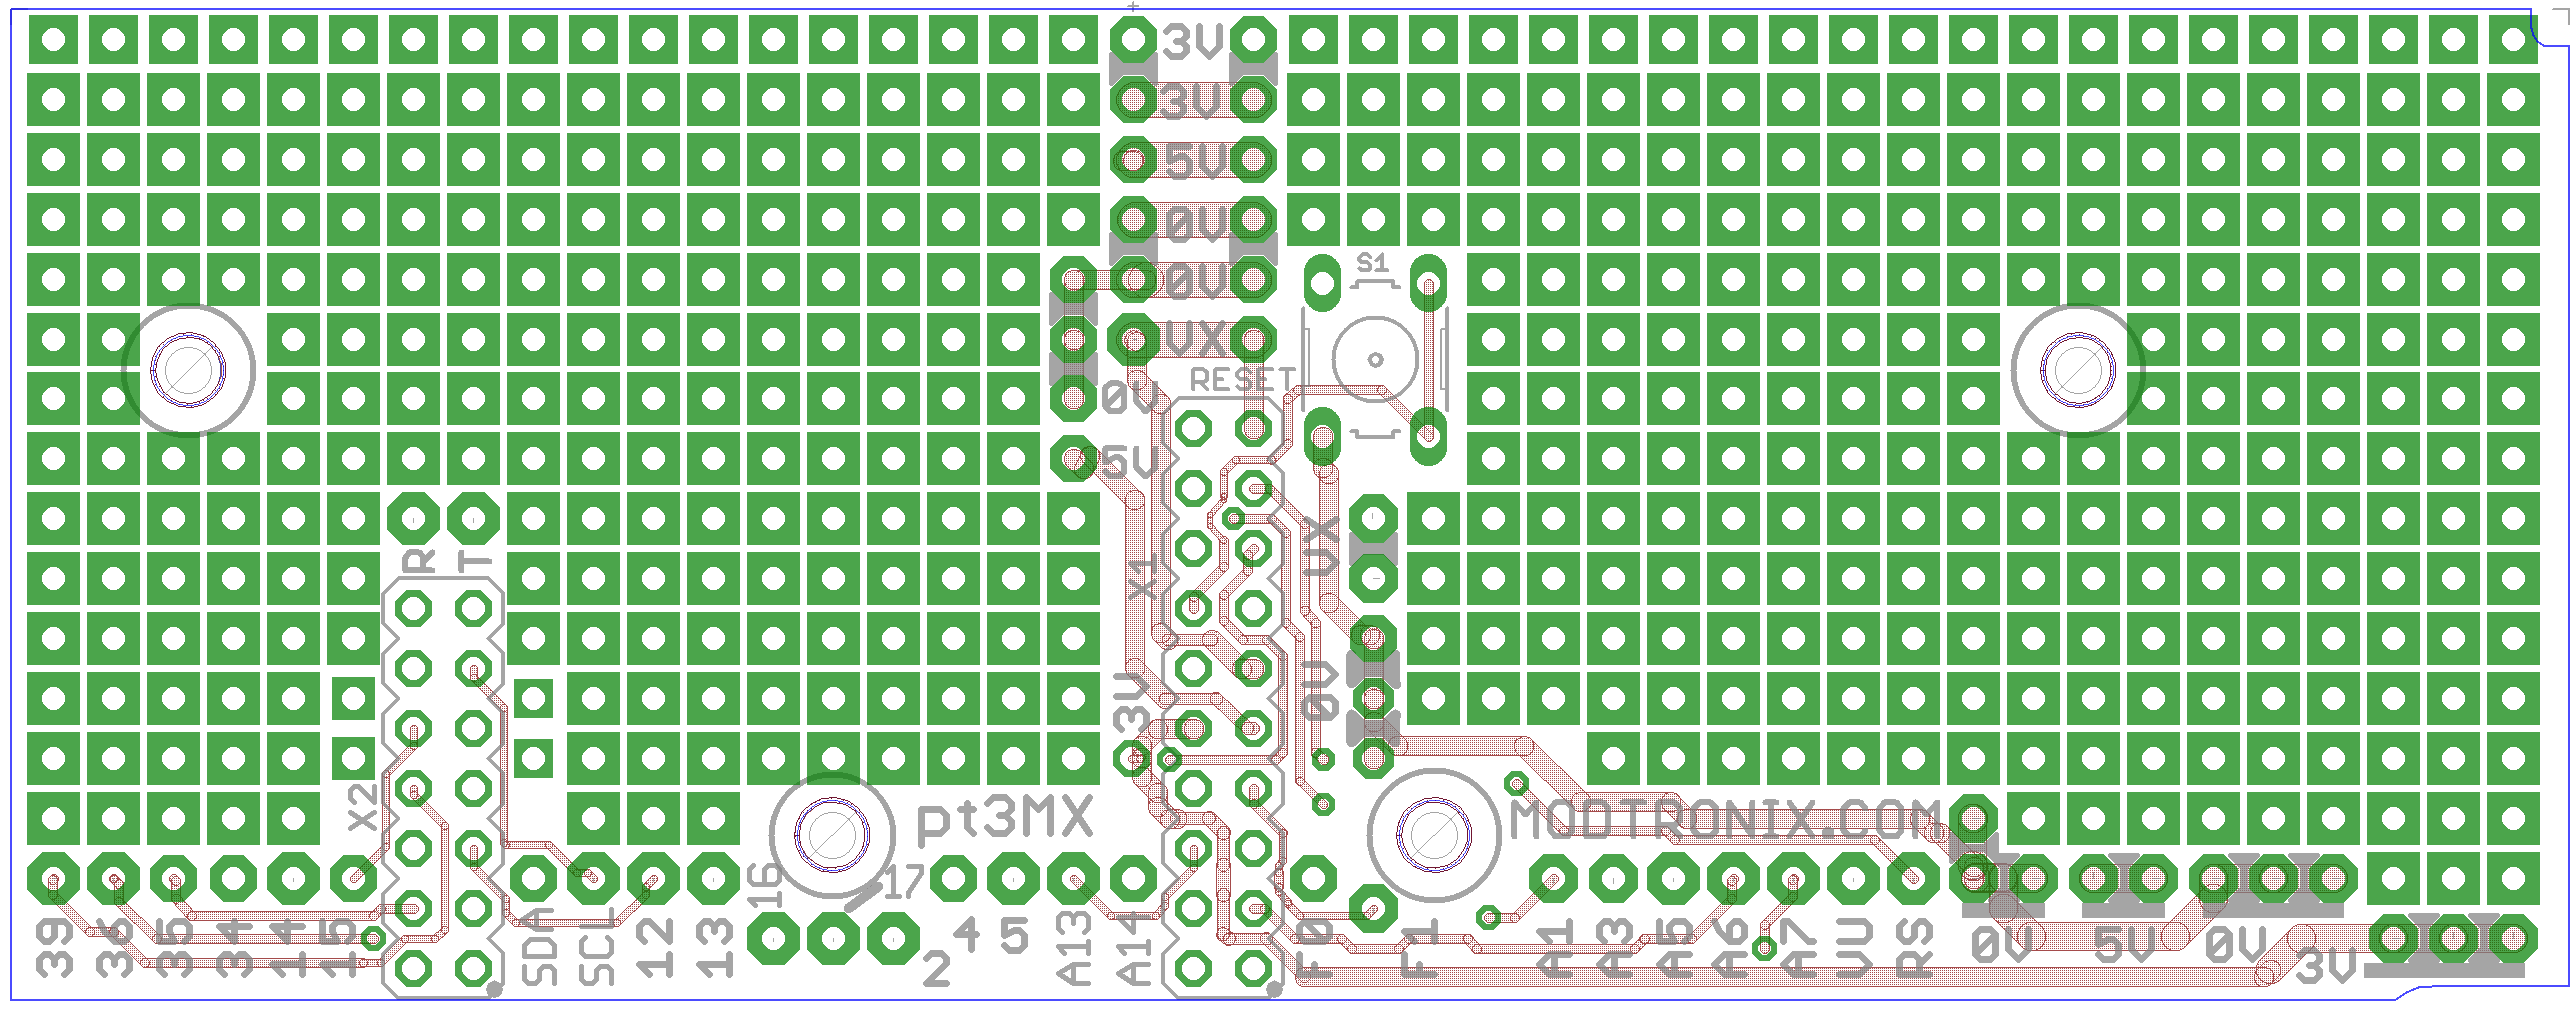 3V
3V
5V
0V
0V
S1
VX
RESET
0V
5V
VX
R
T
X1
0V
3V
X2
pt3MX
MODTRONIX.COM
16
17
39
36
35
34
14
15
SDA
SCL
12
13
2
4
5
A13
A14
F0
F1
A1
A3
A5
A6
A7
VU
RS
0V
5V
0V
3V